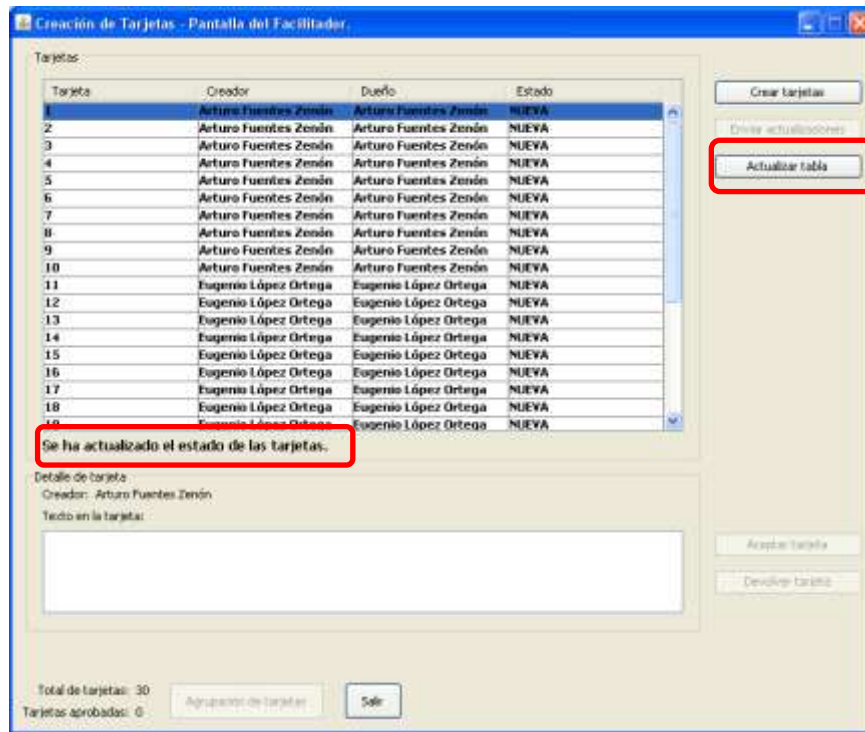 Creación de Tarjetas - Pantalla del Facilitador.
Tarjetas
Tarjeta Creador Dueño Estado
1 Arturo Fuentes Zenón Arturo Fuentes Zenón NUEVA
2 Arturo Fuentes Zenón Arturo Fuentes Zenón NUEVA
3 Arturo Fuentes Zenón Arturo Fuentes Zenón NUEVA
4 Arturo Fuentes Zenón Arturo Fuentes Zenón NUEVA
5 Arturo Fuentes Zenón Arturo Fuentes Zenón NUEVA
6 Arturo Fuentes Zenón Arturo Fuentes Zenón NUEVA
7 Arturo Fuentes Zenón Arturo Fuentes Zenón NUEVA
8 Arturo Fuentes Zenón Arturo Fuentes Zenón NUEVA
9 Arturo Fuentes Zenón Arturo Fuentes Zenón NUEVA
10 Arturo Fuentes Zenón Arturo Fuentes Zenón NUEVA
11 Eugenio López Ortega Eugenio López Ortega NUEVA
12 Eugenio López Ortega Eugenio López Ortega NUEVA
13 Eugenio López Ortega Eugenio López Ortega NUEVA
14 Eugenio López Ortega Eugenio López Ortega NUEVA
15 Eugenio López Ortega Eugenio López Ortega NUEVA
16 Eugenio López Ortega Eugenio López Ortega NUEVA
17 Eugenio López Ortega Eugenio López Ortega NUEVA
18 Eugenio López Ortega Eugenio López Ortega NUEVA
19 Eugenio López Ortega Eugenio López Ortega NUEVA
Se ha actualizado el estado de las tarjetas.
Crear tarjetas
Enviar actualizaciones
Actualizar tabla
Detalle de tarjeta
Creador: Arturo Fuentes Zenón
Texto en la tarjeta:
Aceptar tarjeta
Devolver tarjeta
Total de tarjetas: 30
Tarjetas aprobadas: 0
Agrupación de tarjetas
Salir